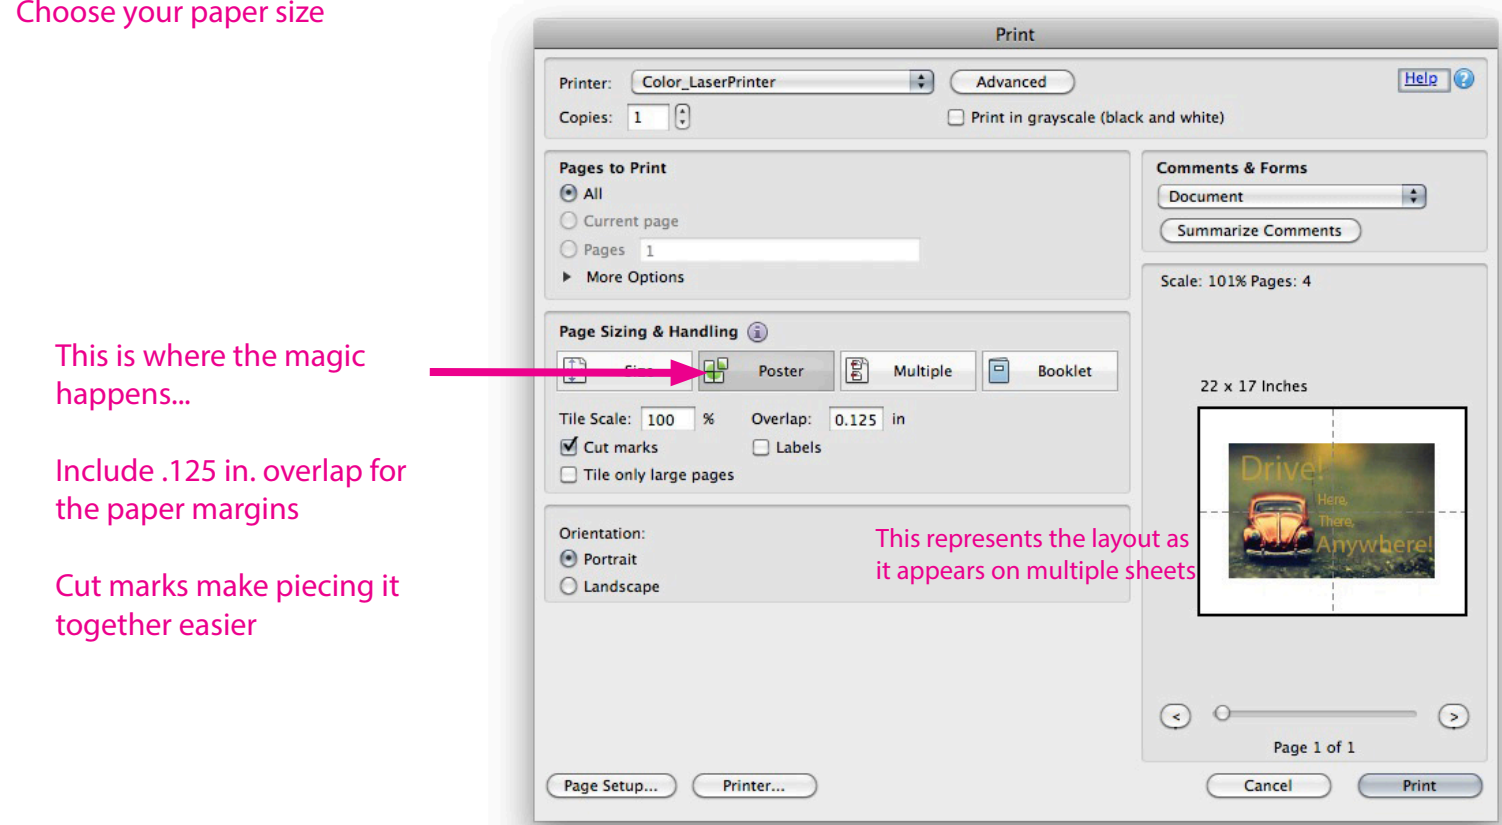 Choose your paper size
Print
Printer: Color_LaserPrinter Advanced Help ?
Copies: 1 Print in grayscale (black and white)
Pages to Print
All
Current page
Pages 1
More Options
Comments & Forms
Document
Summarize Comments
Scale: 101% Pages: 4
This is where the magic
happens...
Include .125 in. overlap for
the paper margins
Cut marks make piecing it
together easier
Page Sizing & Handling i
Size Poster Multiple Booklet
Tile Scale: 100 % Overlap: 0.125 in
Cut marks Labels
Tile only large pages
Orientation:
Portrait
Landscape
This represents the layout as
it appears on multiple sheets
22 x 17 Inches
Drive!
Here,
There,
Anywhere!
< >
Page 1 of 1
Page Setup... Printer... Cancel Print